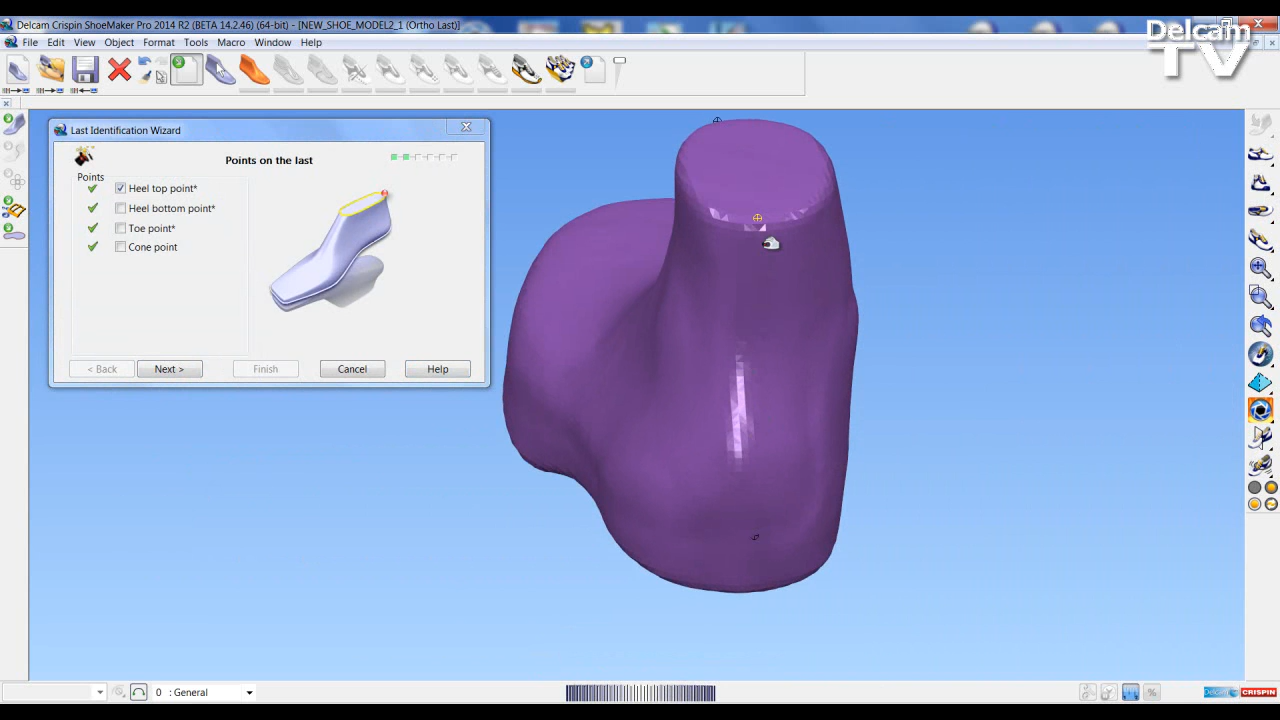 Delcam Crispin ShoeMaker Pro 2014 R2 (BETA 14.2.46) (64-bit) - [NEW_SHOE_MODEL2_1 (Ortho Last)]
Delcam
TV
File Edit View Object Format Tools Macro Window Help
Last Identification Wizard
Points on the last
Points
Heel top point*
Heel bottom point*
Toe point*
Cone point
< Back Next > Finish Cancel Help
0 : General
%
Delcam CRISPIN